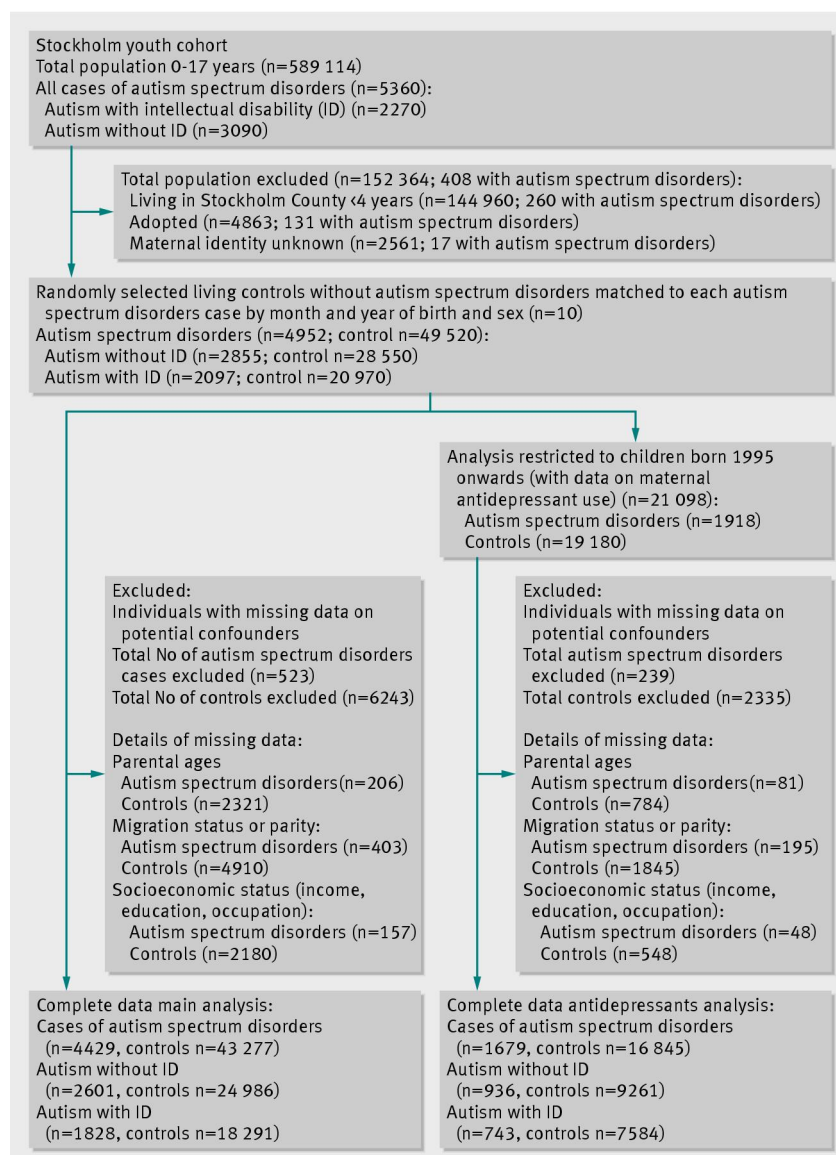 Stockholm youth cohort
Total population 0-17 years (n=589 114)
All cases of autism spectrum disorders (n=5360):
Autism with intellectual disability (ID) (n=2270)
Autism without ID (n=3090)
Total population excluded (n=152 364; 408 with autism spectrum disorders):
Living in Stockholm County <4 years (n=144 960; 260 with autism spectrum disorders)
Adopted (n=4863; 131 with autism spectrum disorders)
Maternal identity unknown (n=2561; 17 with autism spectrum disorders)
Randomly selected living controls without autism spectrum disorders matched to each autism
spectrum disorders case by month and year of birth and sex (n=10)
Autism spectrum disorders (n=4952; control n=49 520):
Autism without ID (n=2855; control n=28 550)
Autism with ID (n=2097; control n=20 970)
Analysis restricted to children born 1995
onwards (with data on maternal
antidepressant use) (n=21 098):
Autism spectrum disorders (n=1918)
Controls (n=19 180)
Excluded:
Individuals with missing data on
potential confounders
Total No of autism spectrum disorders
cases excluded (n=523)
Total No of controls excluded (n=6243)
Details of missing data:
Parental ages
Autism spectrum disorders(n=206)
Controls (n=2321)
Migration status or parity:
Autism spectrum disorders (n=403)
Controls (n=4910)
Socioeconomic status (income,
education, occupation):
Autism spectrum disorders (n=157)
Controls (n=2180)
Excluded:
Individuals with missing data on
potential confounders
Total autism spectrum disorders
excluded (n=239)
Total controls excluded (n=2335)
Details of missing data:
Parental ages
Autism spectrum disorders(n=81)
Controls (n=784)
Migration status or parity:
Autism spectrum disorders (n=195)
Controls (n=1845)
Socioeconomic status (income,
education, occupation):
Autism spectrum disorders (n=48)
Controls (n=548)
Complete data main analysis:
Cases of autism spectrum disorders
(n=4429, controls n=43 277)
Autism without ID
(n=2601, controls n=24 986)
Autism with ID
(n=1828, controls n=18 291)
Complete data antidepressants analysis:
Cases of autism spectrum disorders
(n=1679, controls n=16 845)
Autism without ID
(n=936, controls n=9261)
Autism with ID
(n=743, controls n=7584)